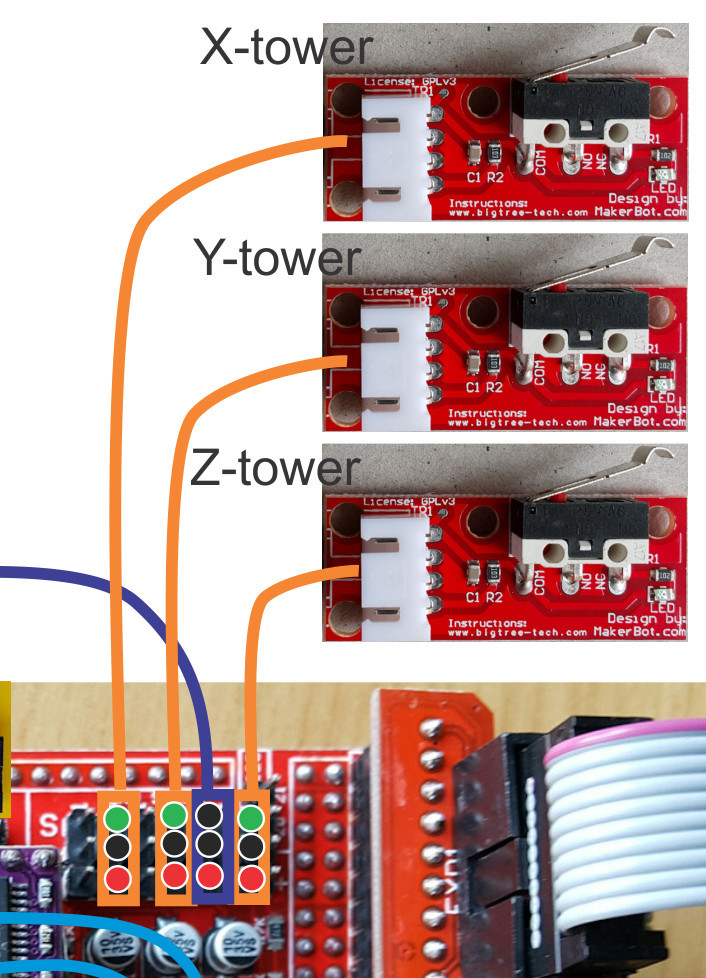 X-tower
License: GPLv3
TR1
COM
NO
NC
C1 R2
R1
102
LED
Instructions:
www.bigtree-tech.com
Design by:
MakerBot.com
Y-tower
License: GPLv3
TR1
COM
NO
NC
C1 R2
R1
102
LED
Instructions:
www.bigtree-tech.com
Design by:
MakerBot.com
Z-tower
License: GPLv3
TR1
COM
NO
NC
C1 R2
R1
102
LED
Instructions:
www.bigtree-tech.com
Design by:
MakerBot.com